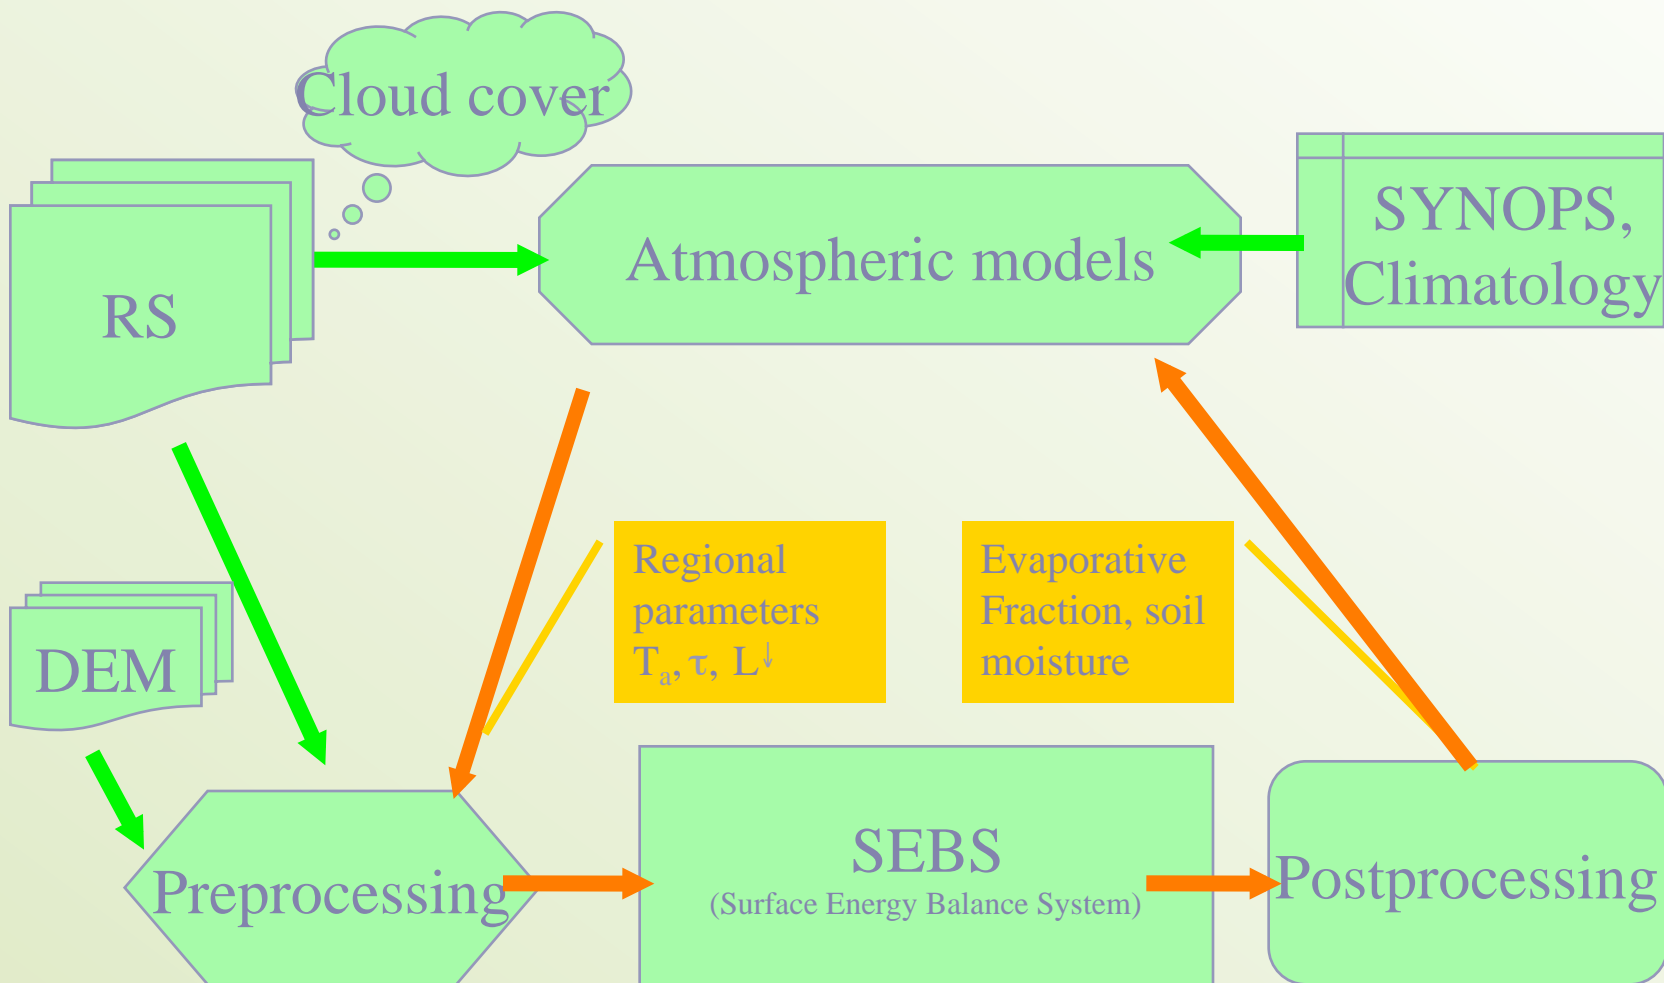 Cloud cover
RS
Atmospheric models
SYNOPS,
Climatology
Regional
parameters
Tₐ, τ, L↓
Evaporative
Fraction, soil
moisture
DEM
Preprocessing
SEBS
(Surface Energy Balance System)
Postprocessing